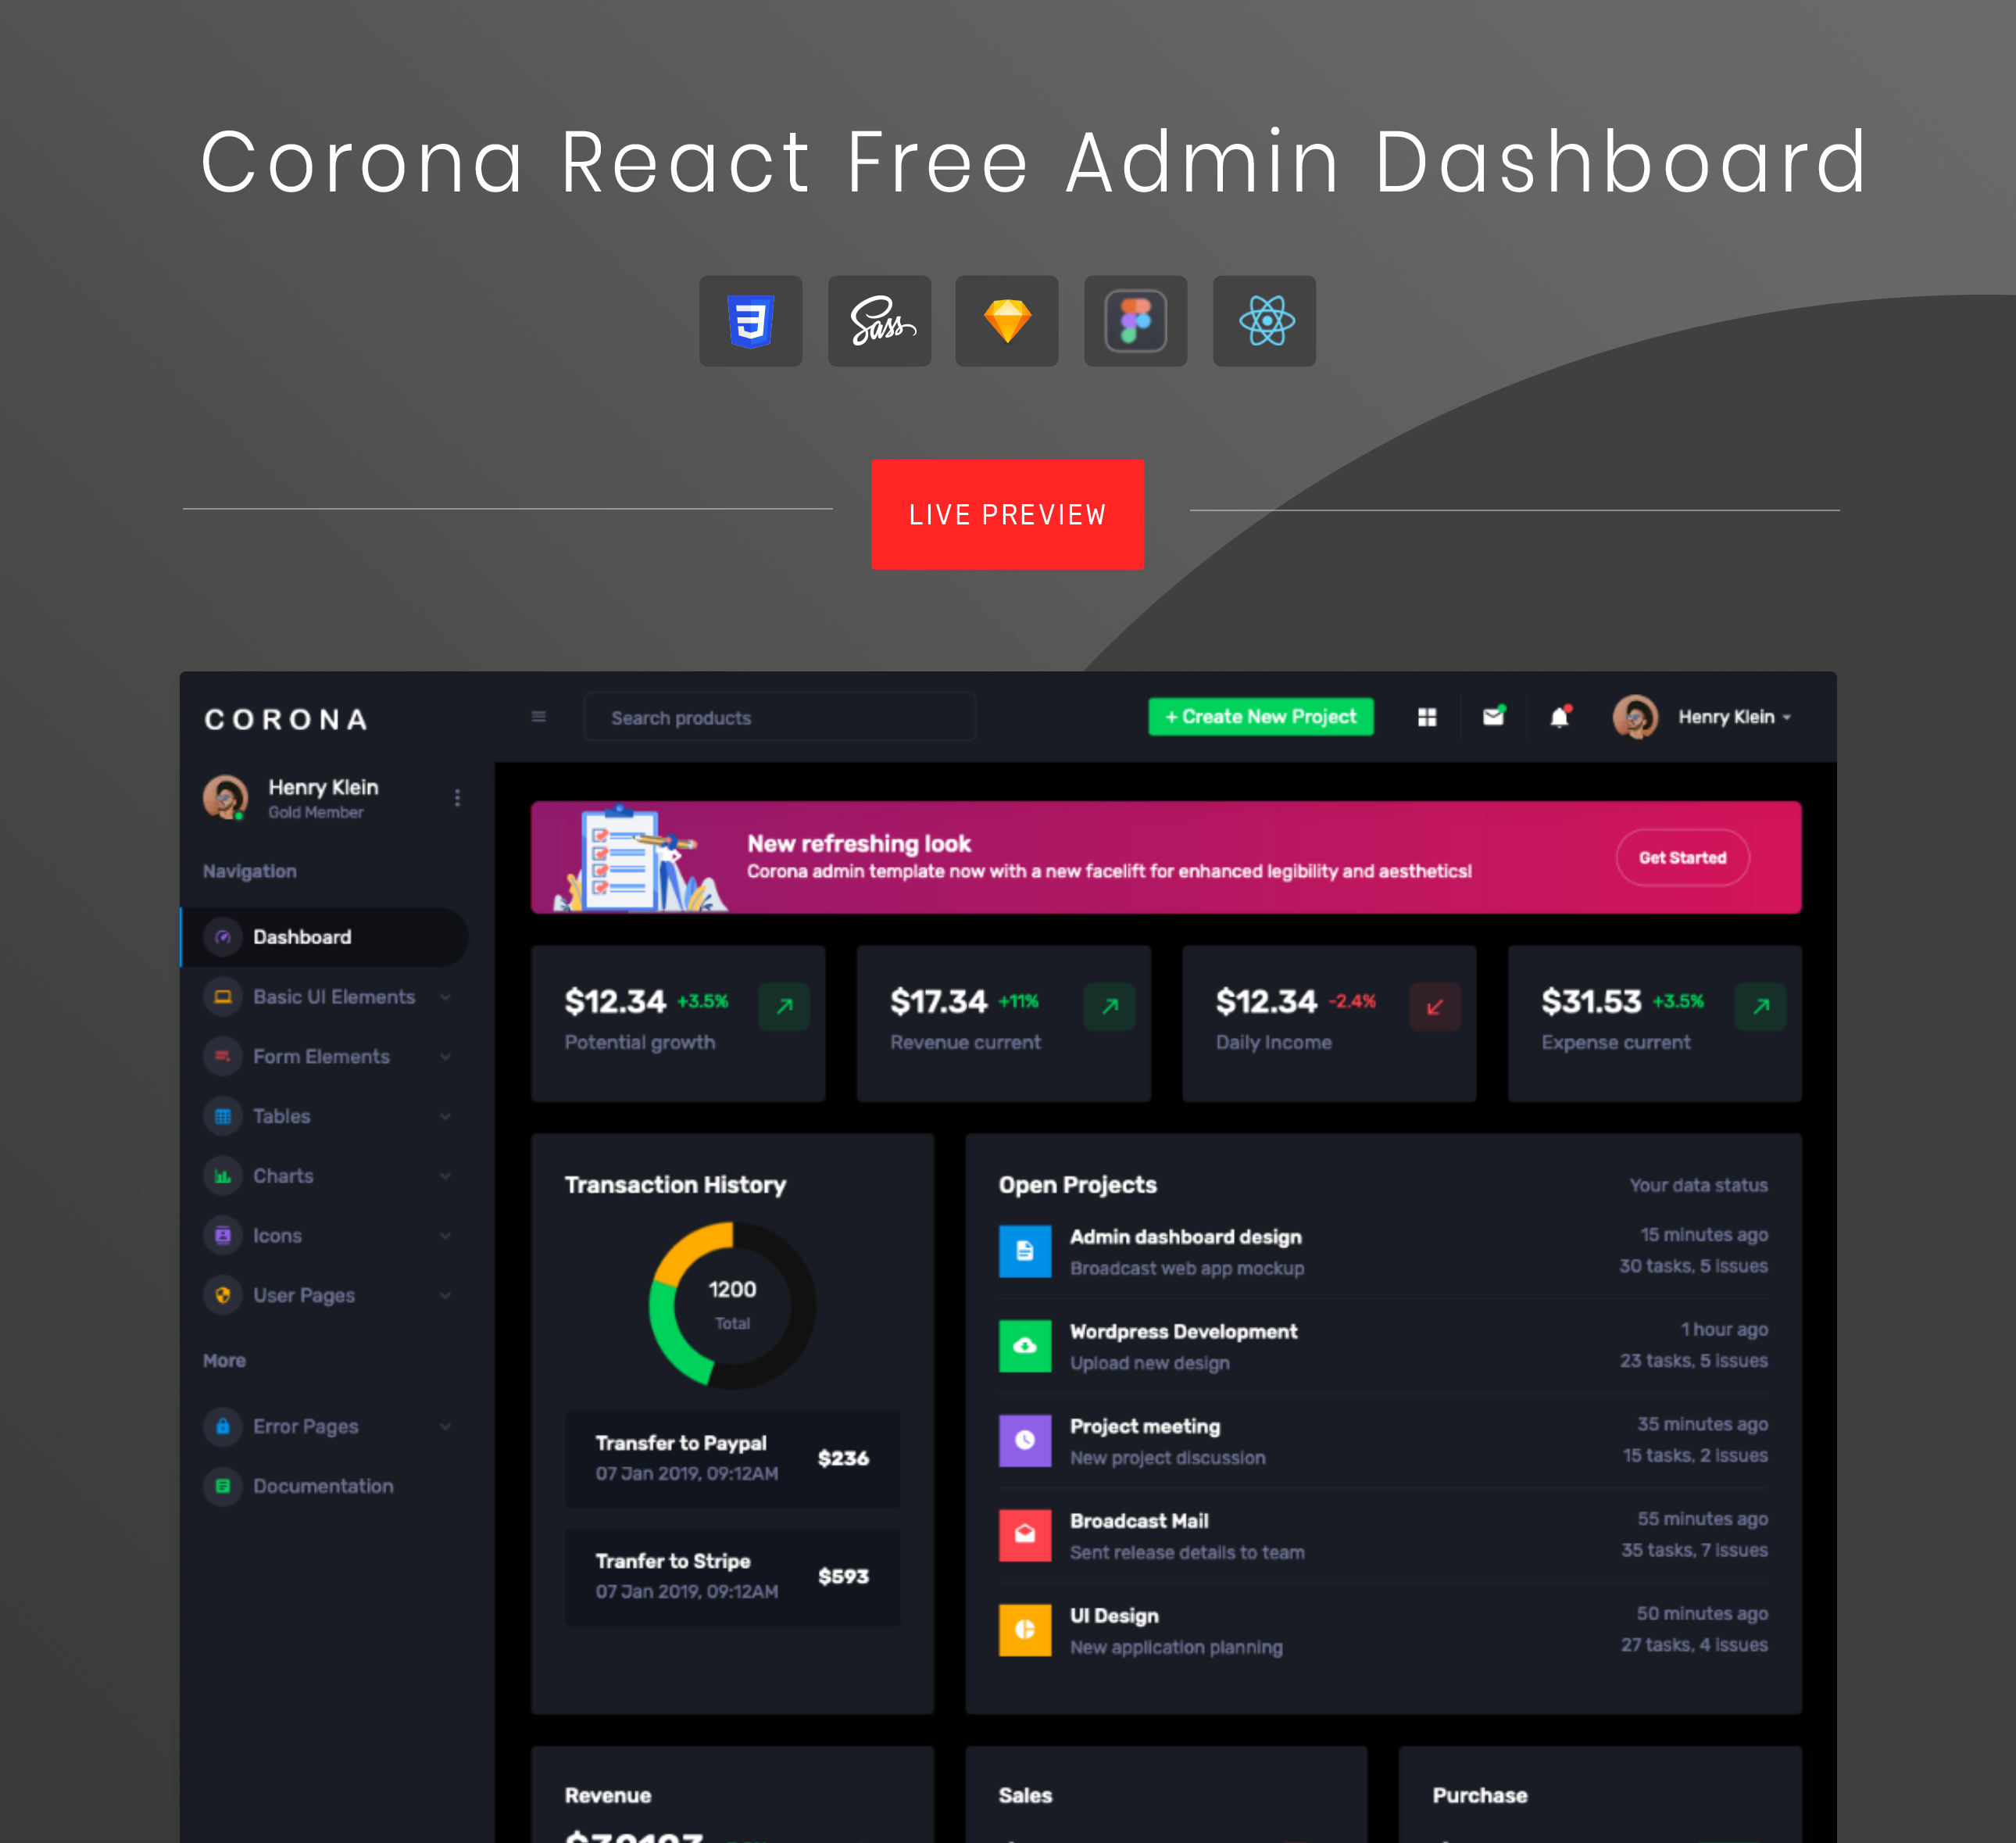 Corona React Free Admin Dashboard
Sass
LIVE PREVIEW
CORONA
Search products
+ Create New Project
Henry Klein
Henry Klein
Gold Member
Navigation
Dashboard
Basic UI Elements
Form Elements
Tables
Charts
Icons
User Pages
More
Error Pages
Documentation
New refreshing look
Corona admin template now with a new facelift for enhanced legibility and aesthetics!
Get Started
$12.34 +3.5%
Potential growth
$17.34 +11%
Revenue current
$12.34 -2.4%
Daily Income
$31.53 +3.5%
Expense current
Transaction History
1200
Total
Transfer to Paypal
07 Jan 2019, 09:12AM
$236
Tranfer to Stripe
07 Jan 2019, 09:12AM
$593
Open Projects
Your data status
Admin dashboard design
Broadcast web app mockup
15 minutes ago
30 tasks, 5 issues
Wordpress Development
Upload new design
1 hour ago
23 tasks, 5 issues
Project meeting
New project discussion
35 minutes ago
15 tasks, 2 issues
Broadcast Mail
Sent release details to team
55 minutes ago
35 tasks, 7 issues
UI Design
New application planning
50 minutes ago
27 tasks, 4 issues
Revenue
Sales
Purchase